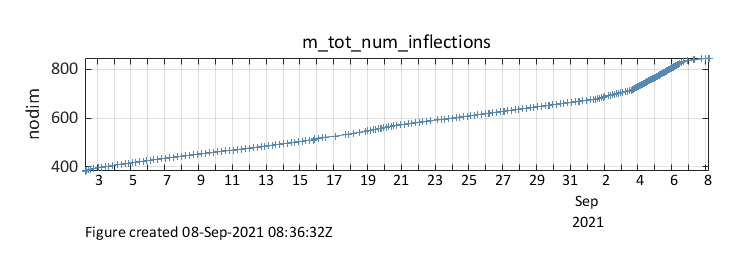 m_tot_num_inflections
nodim
800
600
400
3 5 7 9 11 13 15 17 19 21 23 25 27 29 31 2 4 6 8
Sep
2021
Figure created 08-Sep-2021 08:36:32Z